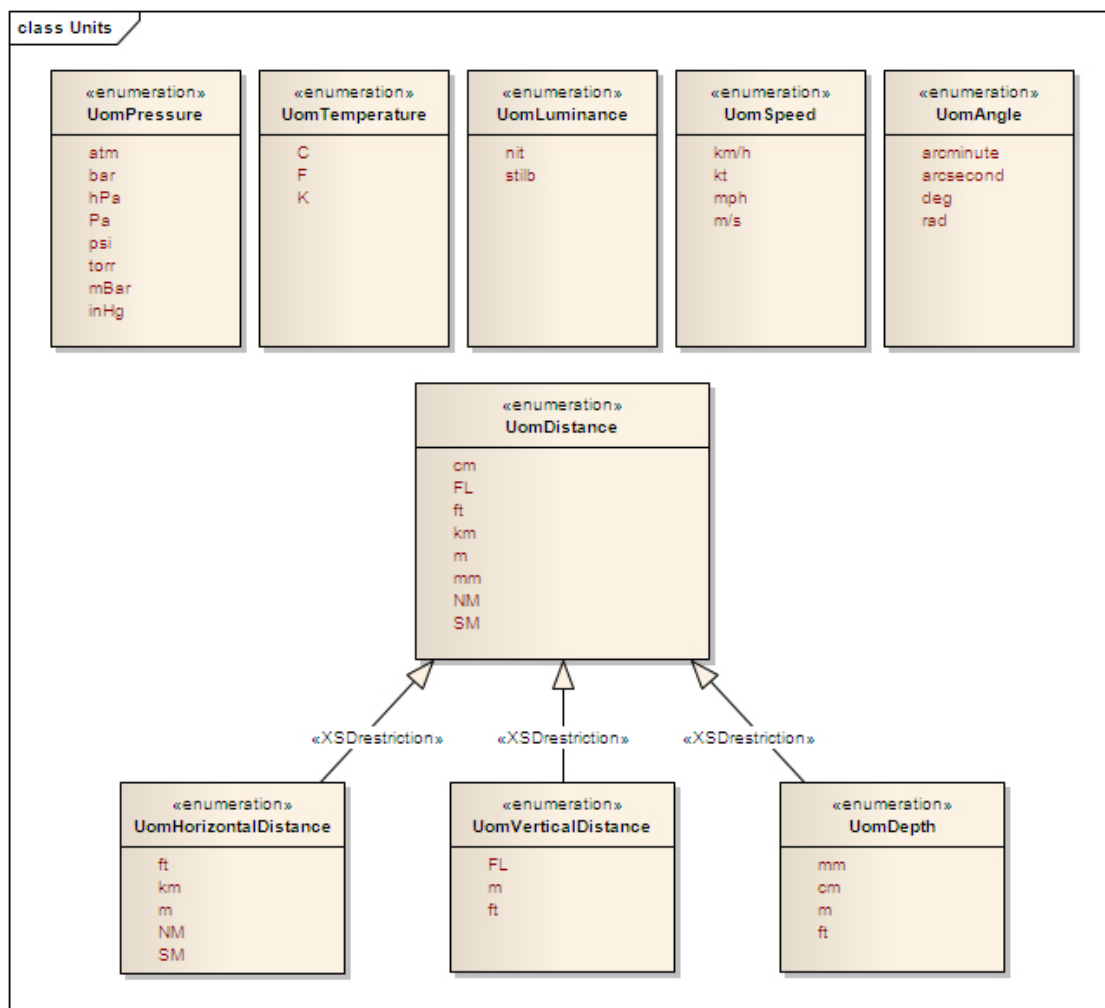 class Units
«enumeration»
UomPressure
atm
bar
hPa
Pa
psi
torr
mBar
inHg
«enumeration»
UomTemperature
C
F
K
«enumeration»
UomLuminance
nit
stilb
«enumeration»
UomSpeed
km/h
kt
mph
m/s
«enumeration»
UomAngle
arcminute
arcsecond
deg
rad
«enumeration»
UomDistance
cm
FL
ft
km
m
mm
NM
SM
«XSDrestriction»
«XSDrestriction»
«XSDrestriction»
«enumeration»
UomHorizontalDistance
ft
km
m
NM
SM
«enumeration»
UomVerticalDistance
FL
m
ft
«enumeration»
UomDepth
mm
cm
m
ft